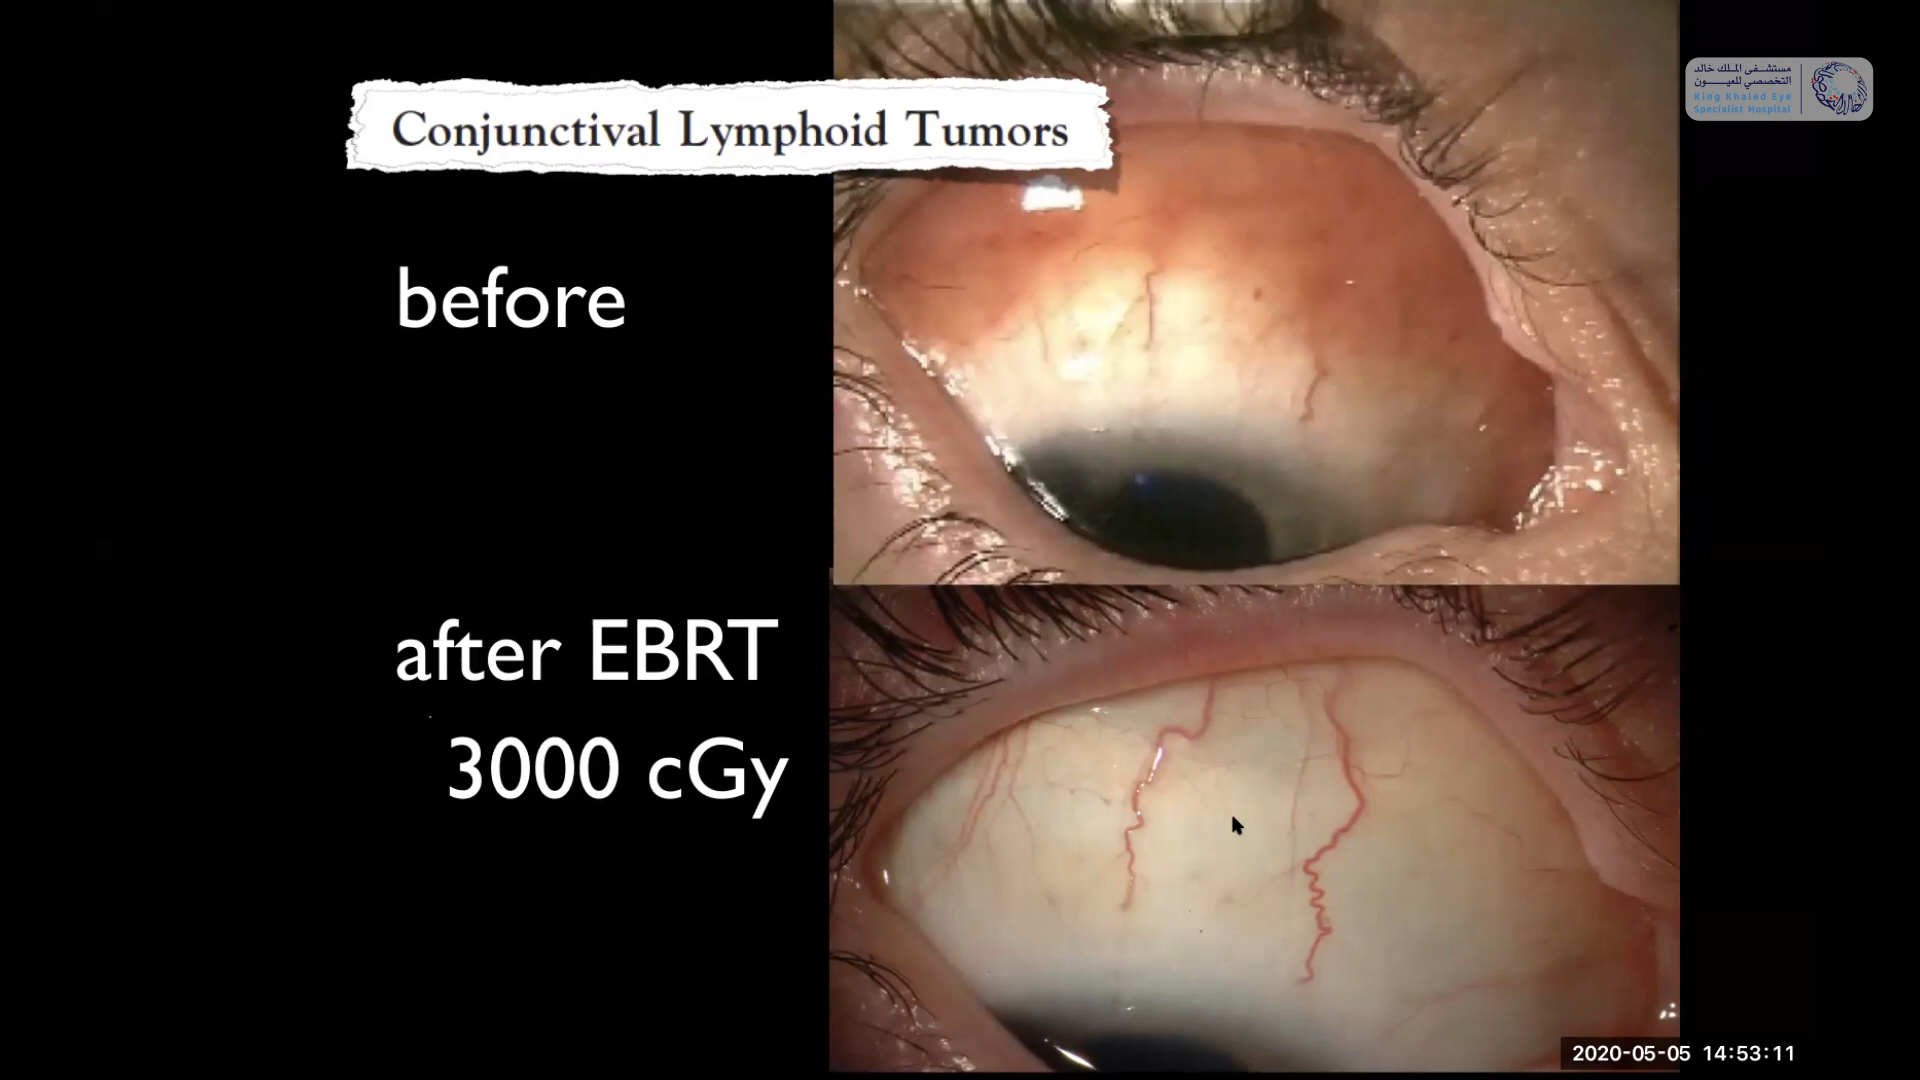 Conjunctival Lymphoid Tumors
مستشفى الملك خالد
التخصصي للعيون
King Khaled Eye
Specialist Hospital
before
after EBRT
3000 cGy
2020-05-05 14:53:11